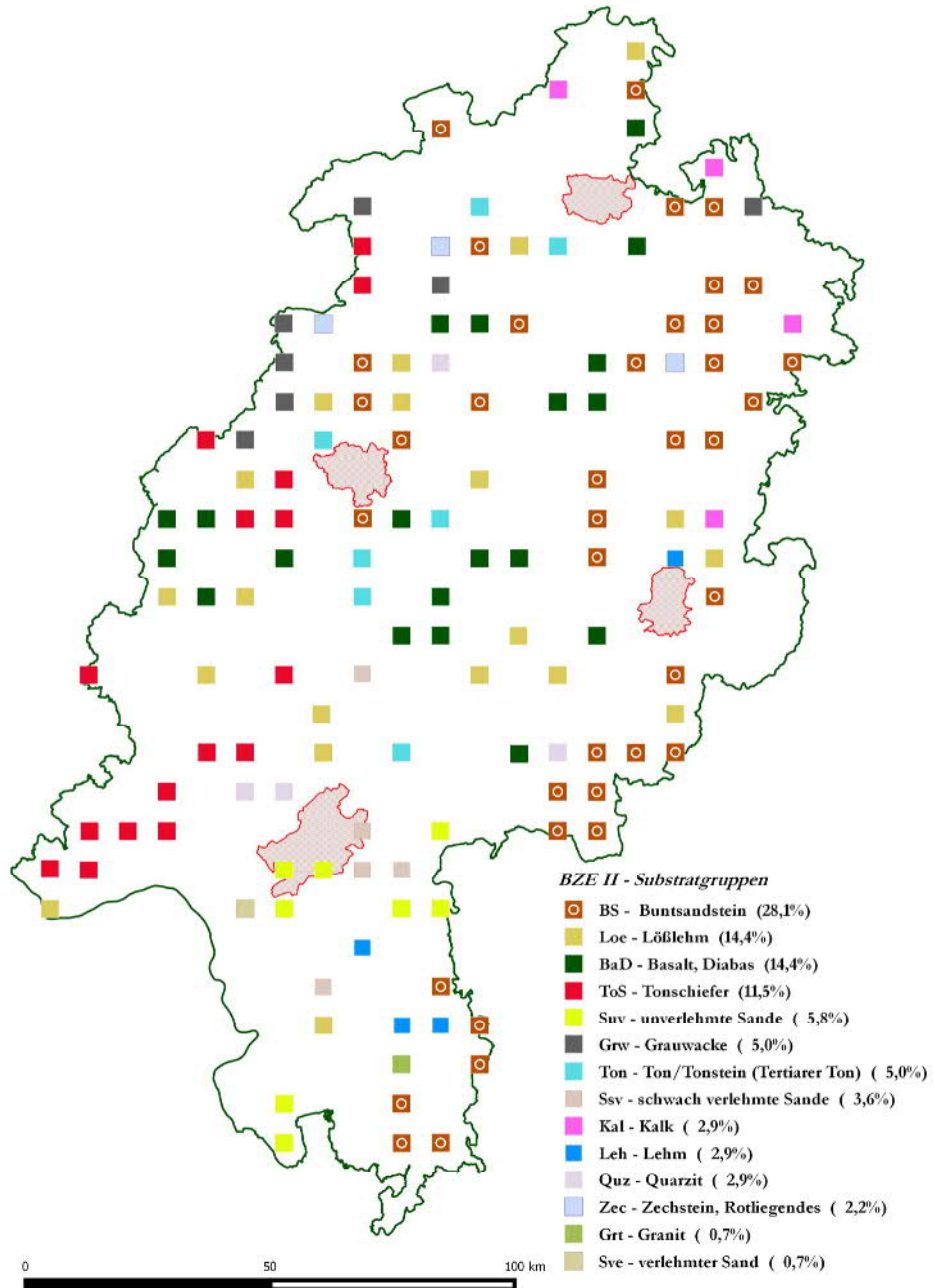 BZE II - Substratgruppen
BS - Buntsandstein (28,1%)
Loe - Lößlehm (14,4%)
BaD - Basalt, Diabas (14,4%)
ToS - Tonschiefer (11,5%)
Suv - unverlehmte Sande ( 5,8%)
Grw - Grauwacke ( 5,0%)
Ton - Ton/Tonstein (Tertiarer Ton) ( 5,0%)
Ssv - schwach verlehmte Sande ( 3,6%)
Kal - Kalk ( 2,9%)
Leh - Lehm ( 2,9%)
Quz - Quarzit ( 2,9%)
Zec - Zechstein, Rotliegendes ( 2,2%)
Grt - Granit ( 0,7%)
Sve - verlehmter Sand ( 0,7%)
0 50 100 km